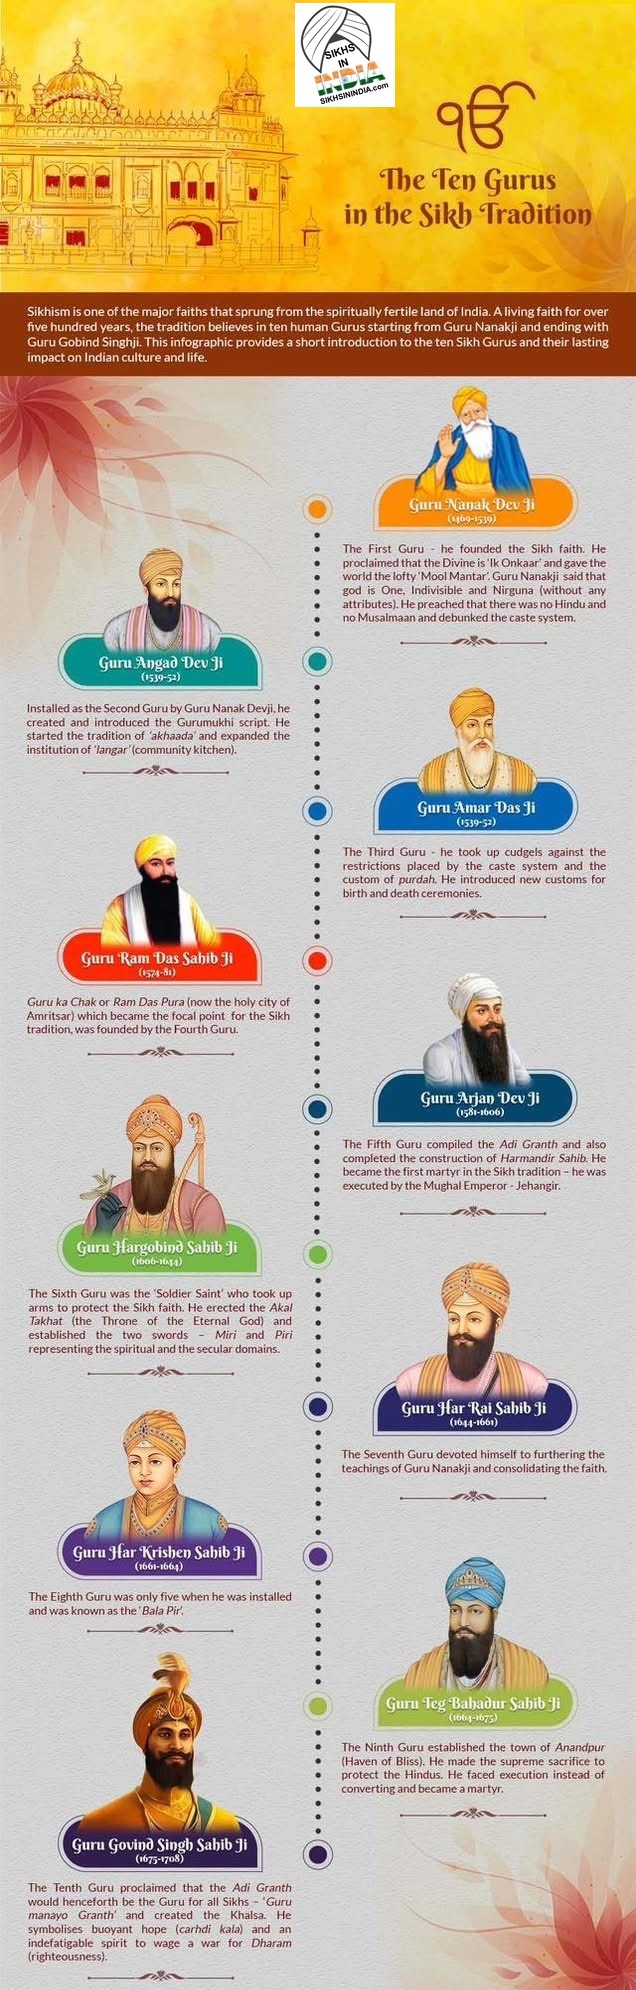 SIKHS
IN
INDIA
SIKHSININDIA.com
ੴ
The Ten Gurus
in the Sikh Tradition
Sikhism is one of the major faiths that sprung from the spiritually fertile land of India. A living faith for over
five hundred years, the tradition believes in ten human Gurus starting from Guru Nanakji and ending with
Guru Gobind Singhji. This infographic provides a short introduction to the ten Sikh Gurus and their lasting
impact on Indian culture and life.
Guru Nanak Dev Ji
(1469-1539)
The First Guru - he founded the Sikh faith. He
proclaimed that the Divine is 'Ik Onkaar' and gave the
world the lofty 'Mool Mantar'. Guru Nanakji said that
god is One, Indivisible and Nirguna (without any
attributes). He preached that there was no Hindu and
no Musalmaan and debunked the caste system.
Guru Angad Dev Ji
(1539-52)
Installed as the Second Guru by Guru Nanak Devji, he
created and introduced the Gurumukhi script. He
started the tradition of 'akhaada' and expanded the
institution of 'langar' (community kitchen).
Guru Amar Das Ji
(1539-52)
The Third Guru - he took up cudgels against the
restrictions placed by the caste system and the
custom of purdah. He introduced new customs for
birth and death ceremonies.
Guru Ram Das Sahib Ji
(1574-81)
Guru ka Chak or Ram Das Pura (now the holy city of
Amritsar) which became the focal point for the Sikh
tradition, was founded by the Fourth Guru.
Guru Arjan Dev Ji
(1581-1606)
The Fifth Guru compiled the Adi Granth and also
completed the construction of Harmandir Sahib. He
became the first martyr in the Sikh tradition – he was
executed by the Mughal Emperor - Jehangir.
Guru Hargobind Sahib Ji
(1606-1644)
The Sixth Guru was the 'Soldier Saint' who took up
arms to protect the Sikh faith. He erected the Akal
Takhat (the Throne of the Eternal God) and
established the two swords – Miri and Piri
representing the spiritual and the secular domains.
Guru Har Rai Sahib Ji
(1644-1661)
The Seventh Guru devoted himself to furthering the
teachings of Guru Nanakji and consolidating the faith.
Guru Har Krishen Sahib Ji
(1661-1664)
The Eighth Guru was only five when he was installed
and was known as the 'Bala Pir'.
Guru Teg Bahadur Sahib Ji
(1664-1675)
The Ninth Guru established the town of Anandpur
(Haven of Bliss). He made the supreme sacrifice to
protect the Hindus. He faced execution instead of
converting and became a martyr.
Guru Govind Singh Sahib Ji
(1675-1708)
The Tenth Guru proclaimed that the Adi Granth
would henceforth be the Guru for all Sikhs – 'Guru
manayo Granth' and created the Khalsa. He
symbolises buoyant hope (carhdi kala) and an
indefatigable spirit to wage a war for Dharam
(righteousness).